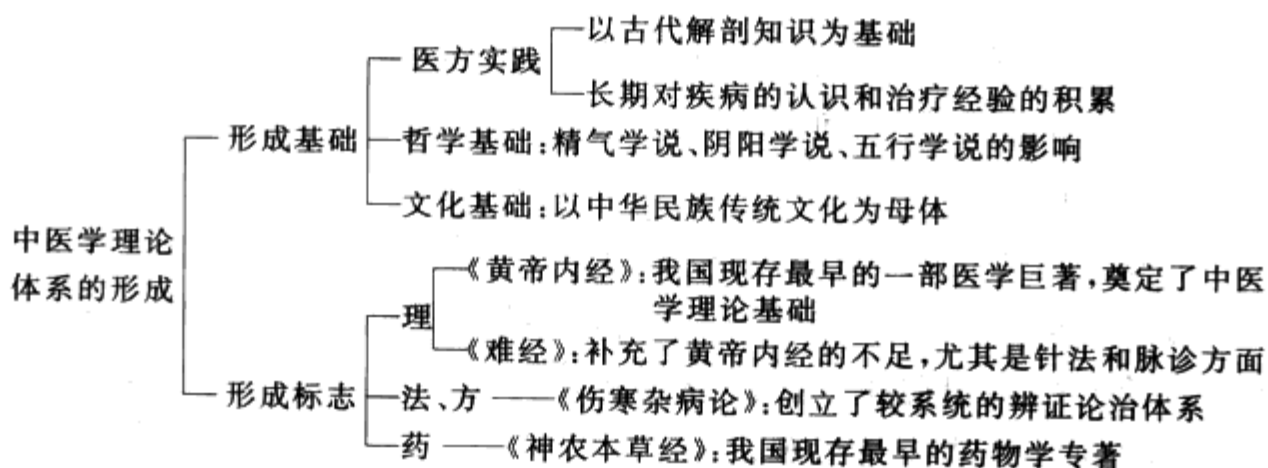 以古代解剖知识为基础
医方实践
长期对疾病的认识和治疗经验的积累
形成基础
哲学基础:精气学说、阴阳学说、五行学说的影响
文化基础:以中华民族传统文化为母体
中医学理论
体系的形成
《黄帝内经》:我国现存最早的一部医学巨著,奠定了中医
学理论基础
理
《难经》:补充了黄帝内经的不足,尤其是针法和脉诊方面
形成标志
法、方——《伤寒杂病论》:创立了较系统的辨证论治体系
药——《神农本草经》:我国现存最早的药物学专著